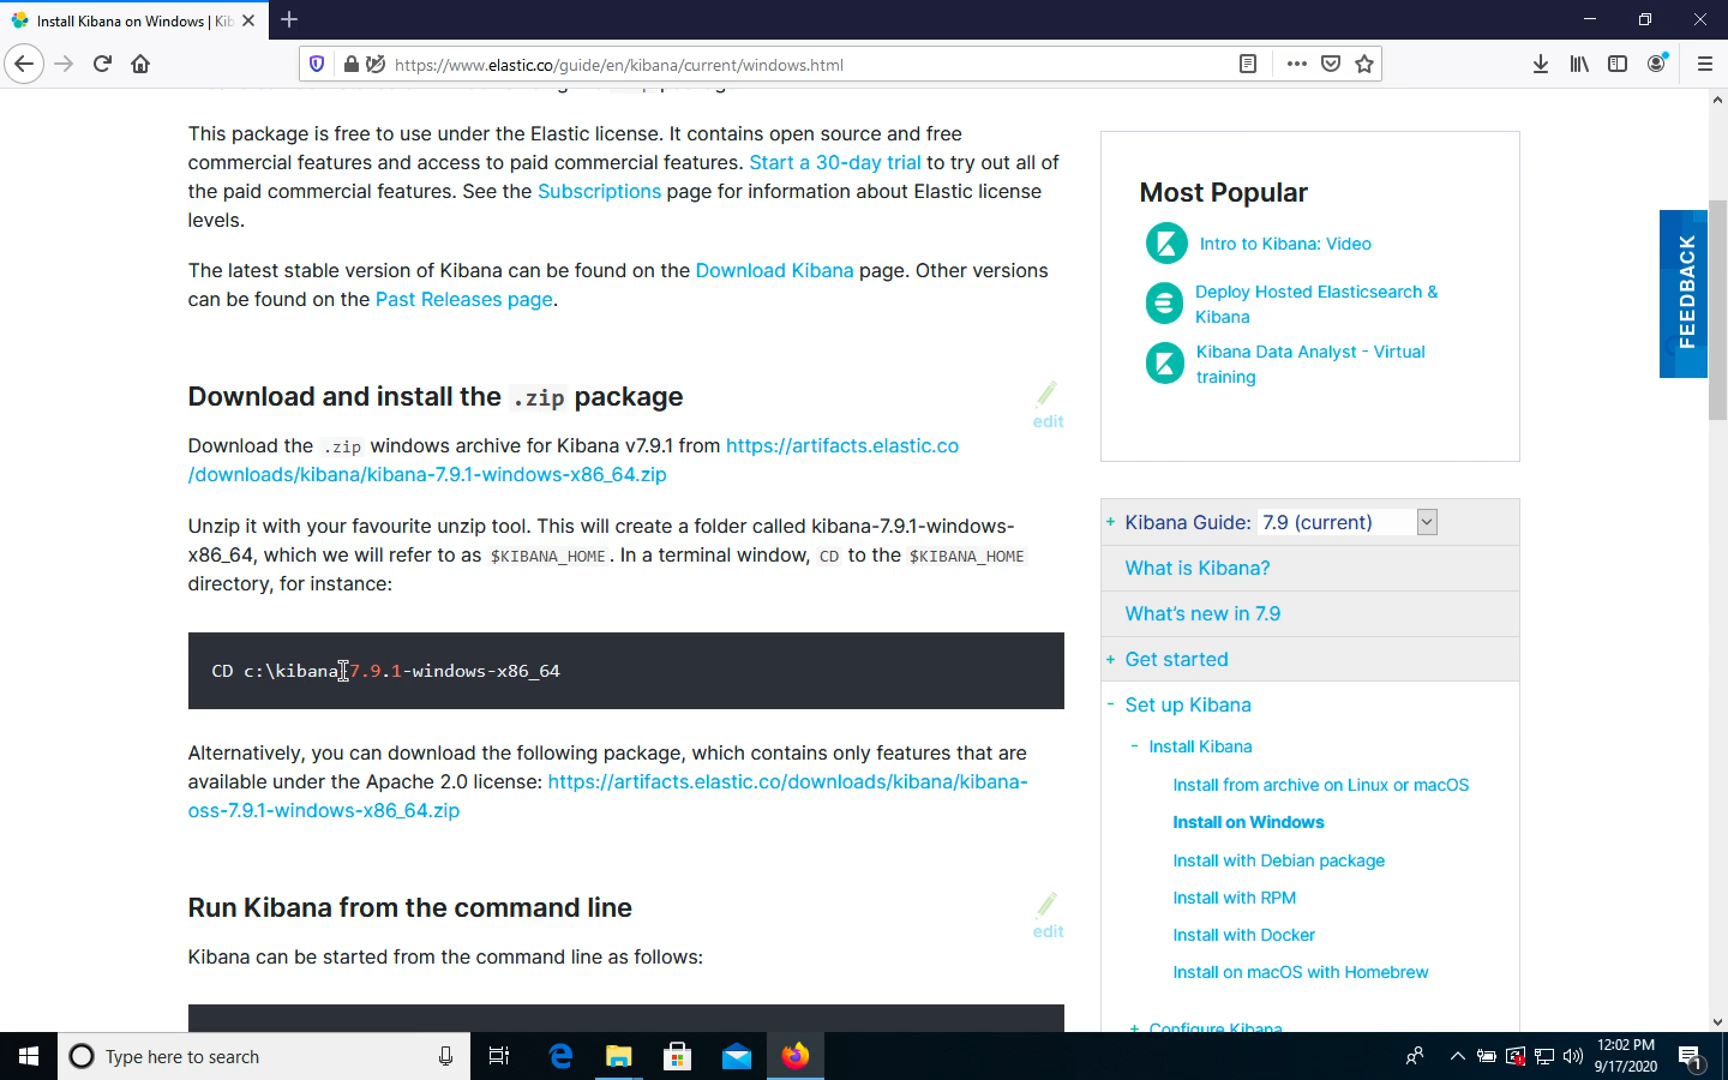 Install Kibana on Windows | Kib
https://www.elastic.co/guide/en/kibana/current/windows.html
This package is free to use under the Elastic license. It contains open source and free
commercial features and access to paid commercial features. Start a 30-day trial to try out all of
the paid commercial features. See the Subscriptions page for information about Elastic license
levels.
The latest stable version of Kibana can be found on the Download Kibana page. Other versions
can be found on the Past Releases page.
Download and install the .zip package
edit
Download the .zip windows archive for Kibana v7.9.1 from https://artifacts.elastic.co
/downloads/kibana/kibana-7.9.1-windows-x86_64.zip
Unzip it with your favourite unzip tool. This will create a folder called kibana-7.9.1-windows-
x86_64, which we will refer to as $KIBANA_HOME. In a terminal window, CD to the $KIBANA_HOME
directory, for instance:
CD c:\kibana-7.9.1-windows-x86_64
Alternatively, you can download the following package, which contains only features that are
available under the Apache 2.0 license: https://artifacts.elastic.co/downloads/kibana/kibana-
oss-7.9.1-windows-x86_64.zip
Run Kibana from the command line
edit
Kibana can be started from the command line as follows:
Most Popular
Intro to Kibana: Video
Deploy Hosted Elasticsearch &
Kibana
Kibana Data Analyst - Virtual
training
FEEDBACK
+ Kibana Guide: 7.9 (current)
What is Kibana?
What's new in 7.9
+ Get started
- Set up Kibana
- Install Kibana
Install from archive on Linux or macOS
Install on Windows
Install with Debian package
Install with RPM
Install with Docker
Install on macOS with Homebrew
+ Configure Kibana
Type here to search
12:02 PM
9/17/2020
1